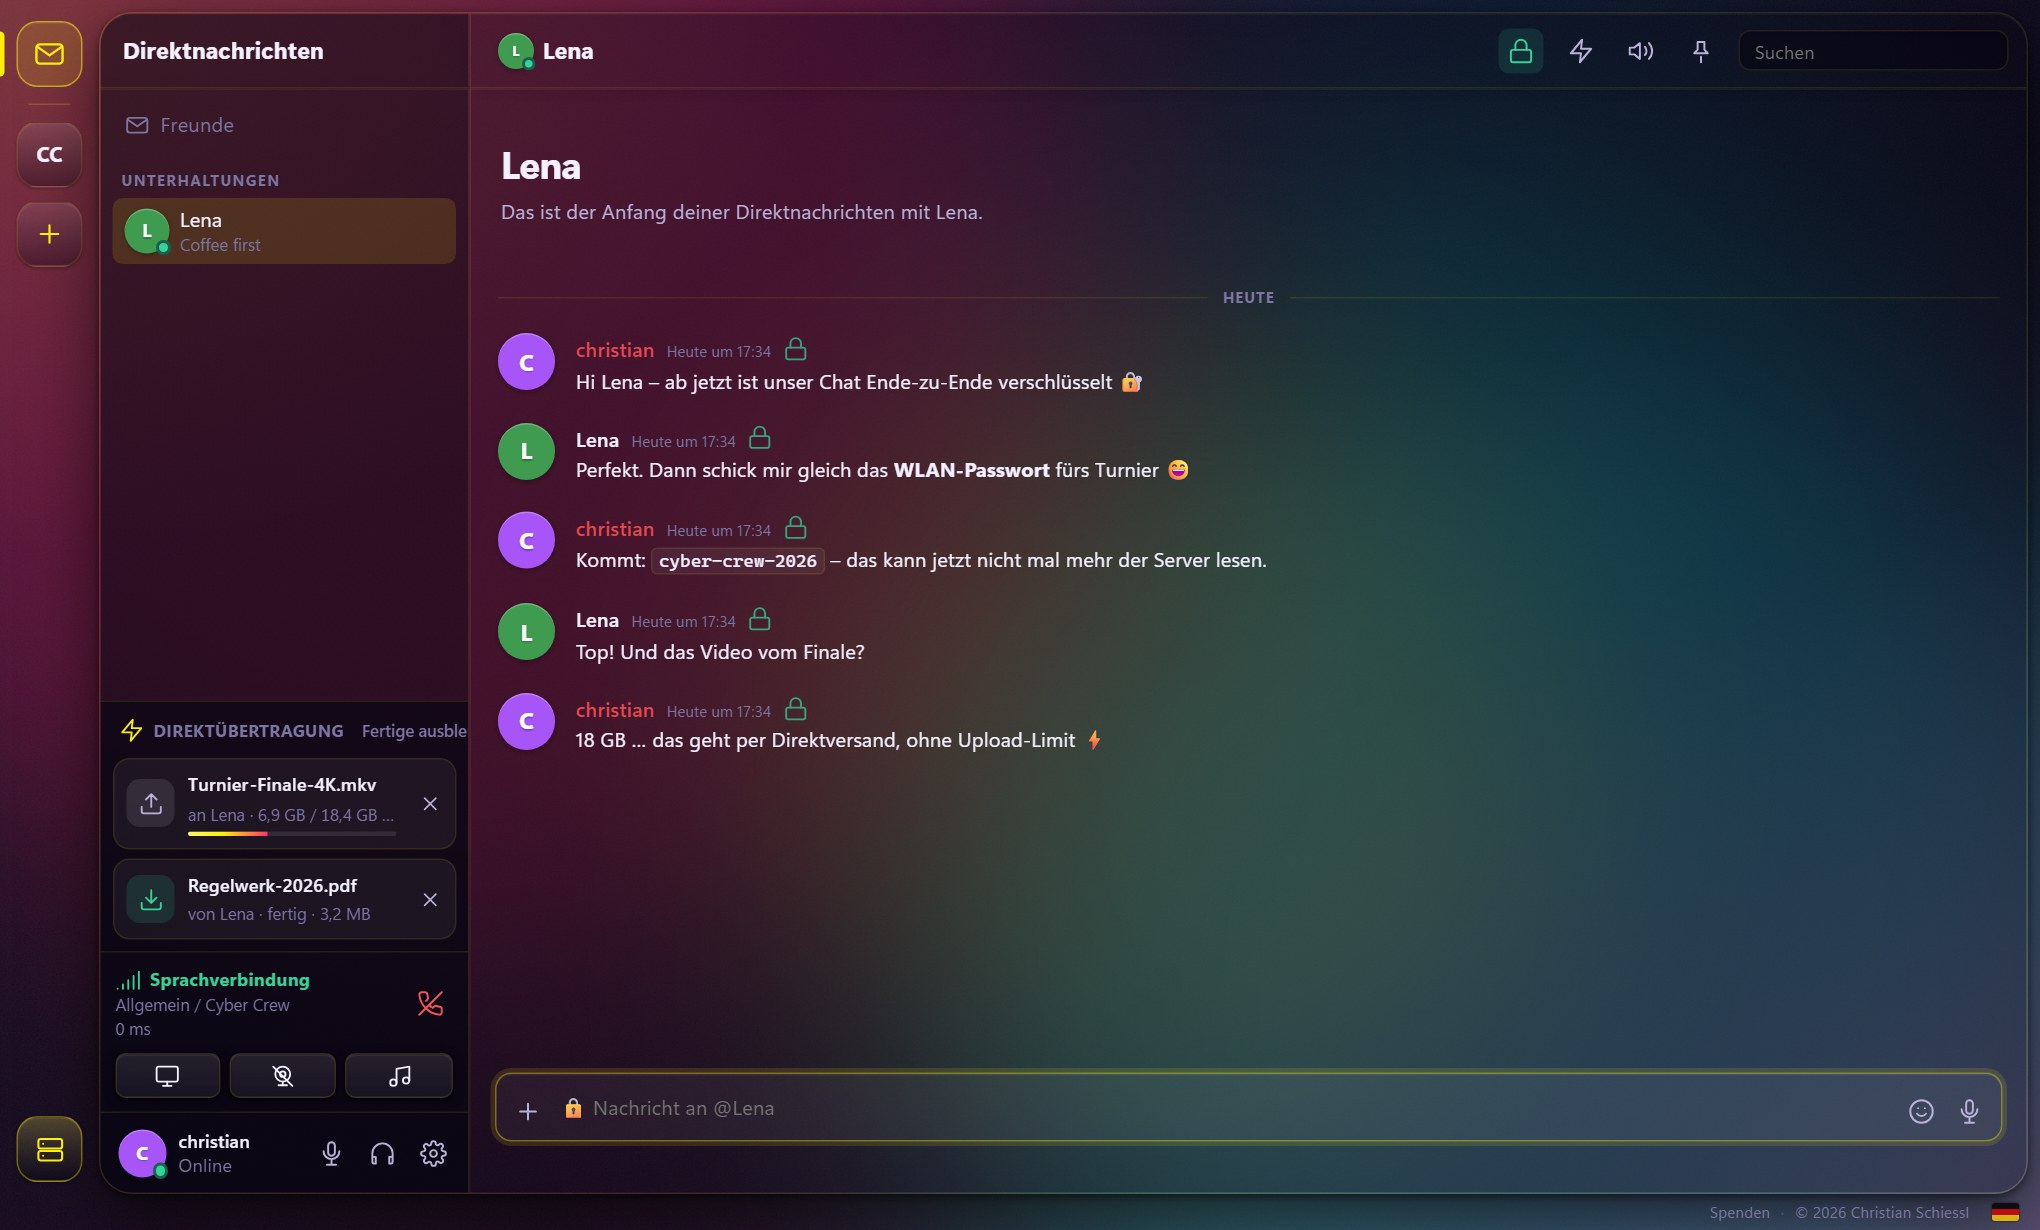 Direktnachrichten
CC
Freunde
UNTERHALTUNGEN
L
Lena
Coffee first
DIREKTÜBERTRAGUNG Fertige ausble
Turnier-Finale-4K.mkv
an Lena · 6,9 GB / 18,4 GB ...
Regelwerk-2026.pdf
von Lena · fertig · 3,2 MB
Sprachverbindung
Allgemein / Cyber Crew
0 ms
C
christian
Online
L Lena
Suchen
Lena
Das ist der Anfang deiner Direktnachrichten mit Lena.
HEUTE
C
christian Heute um 17:34
Hi Lena – ab jetzt ist unser Chat Ende-zu-Ende verschlüsselt 🔐
L
Lena Heute um 17:34
Perfekt. Dann schick mir gleich das WLAN-Passwort fürs Turnier 😄
C
christian Heute um 17:34
Kommt: cyber-crew-2026 – das kann jetzt nicht mal mehr der Server lesen.
L
Lena Heute um 17:34
Top! Und das Video vom Finale?
C
christian Heute um 17:34
18 GB ... das geht per Direktversand, ohne Upload-Limit ⚡
🔒 Nachricht an @Lena
Spenden · © 2026 Christian Schiessl